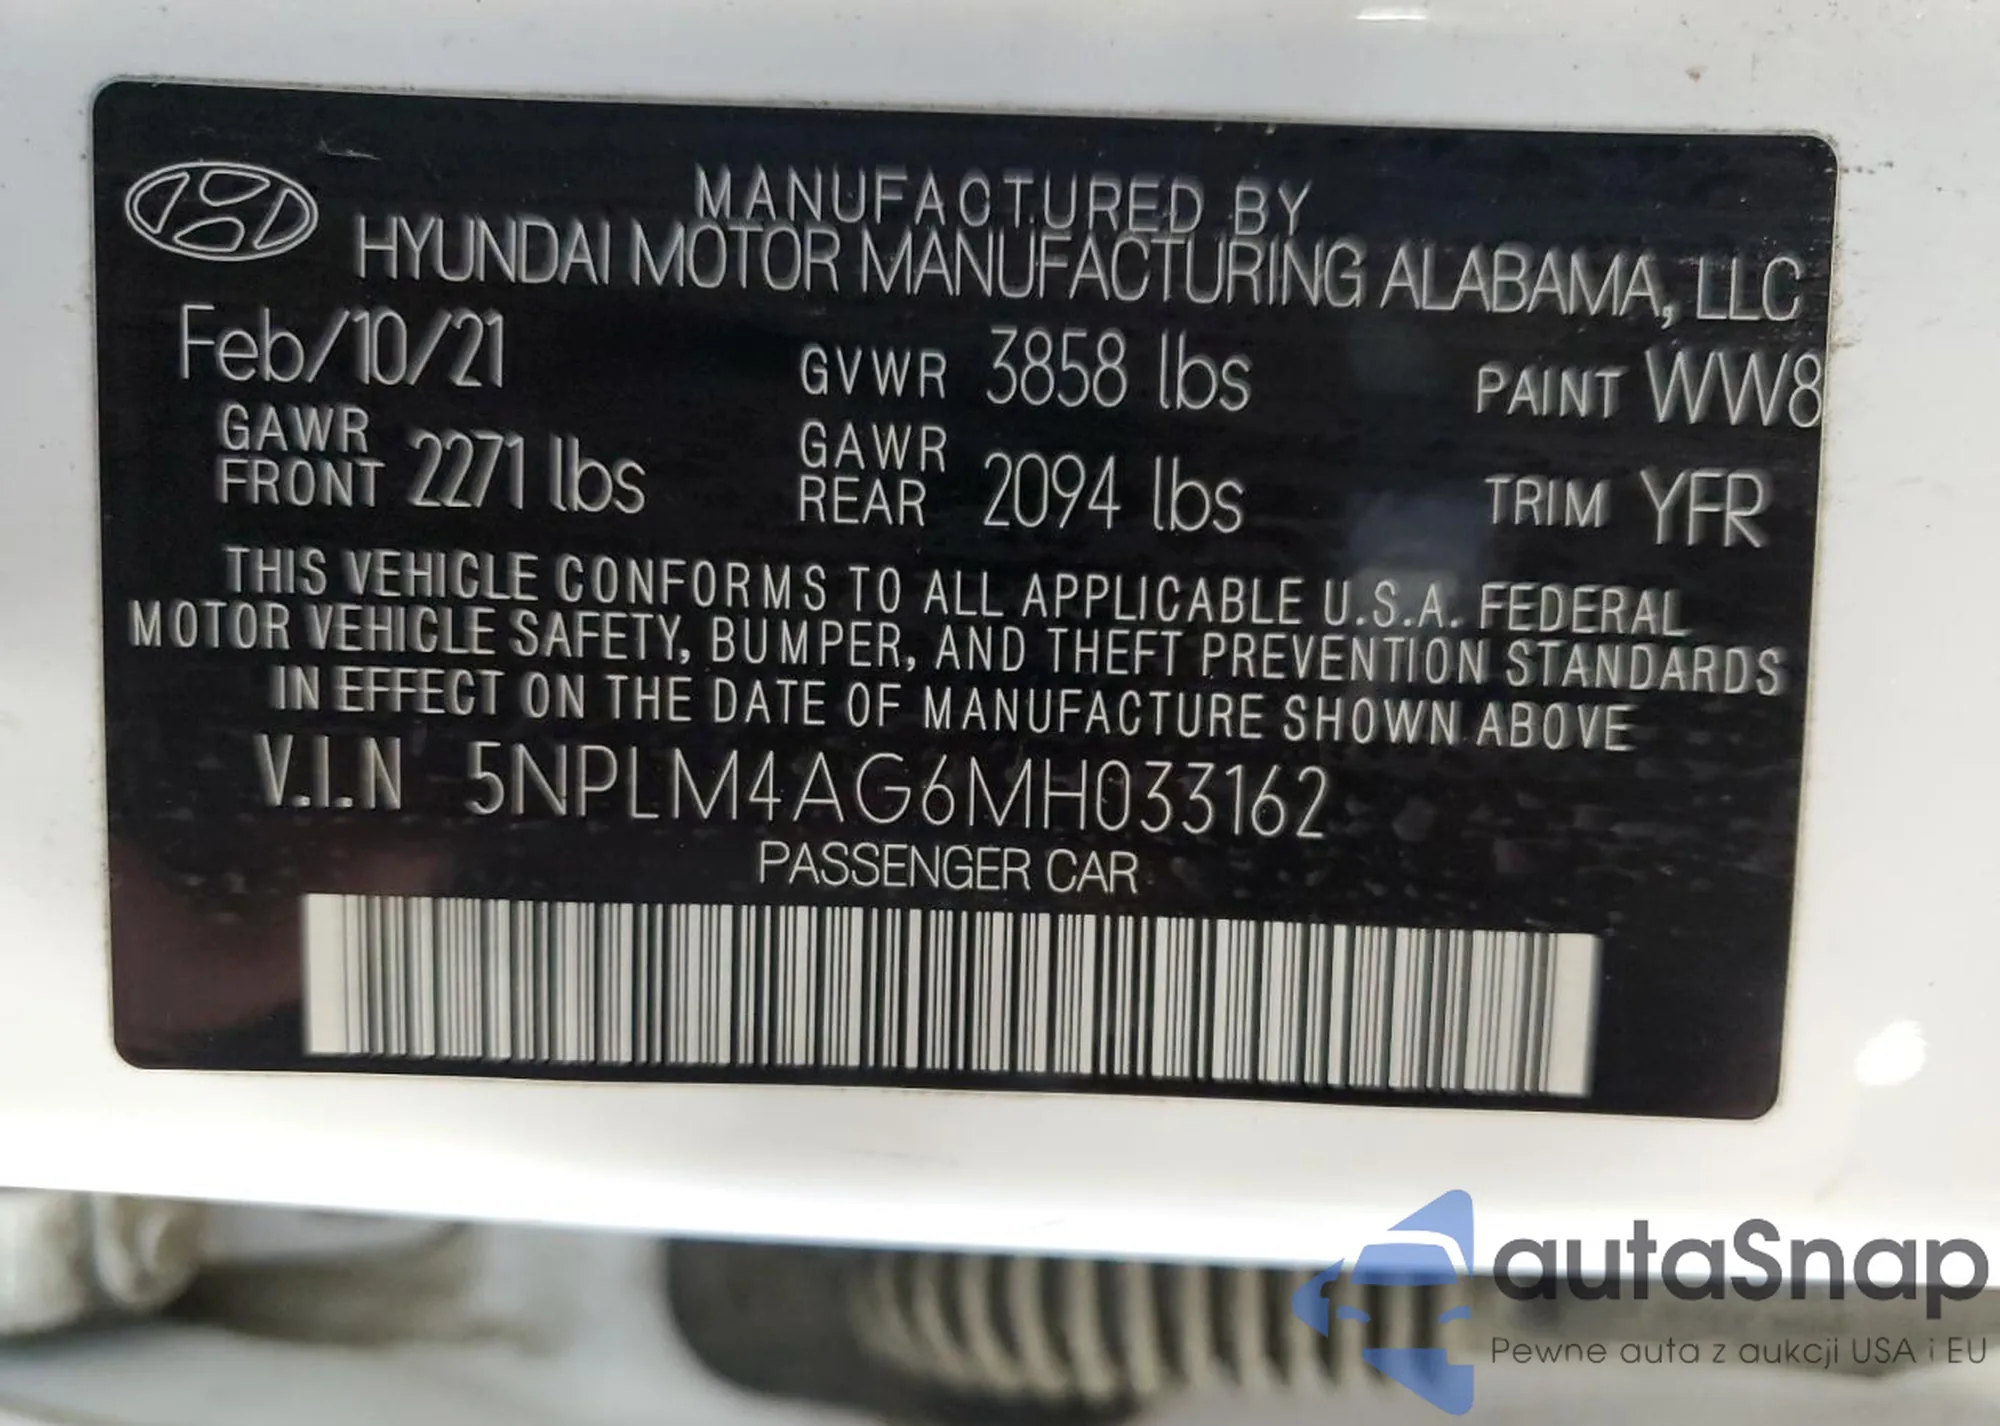 MANUFACTURED BY
HYUNDAI MOTOR MANUFACTURING ALABAMA, LLC
Feb/10/21 GVWR 3858 lbs PAINT WW8
GAWR FRONT 2271 lbs GAWR REAR 2094 lbs TRIM YFR
THIS VEHICLE CONFORMS TO ALL APPLICABLE U.S.A. FEDERAL
MOTOR VEHICLE SAFETY, BUMPER, AND THEFT PREVENTION STANDARDS
IN EFFECT ON THE DATE OF MANUFACTURE SHOWN ABOVE
V.I.N 5NPLM4AG6MH033162
PASSENGER CAR
autaSnap
Pewne auta z aukcji USA i EU